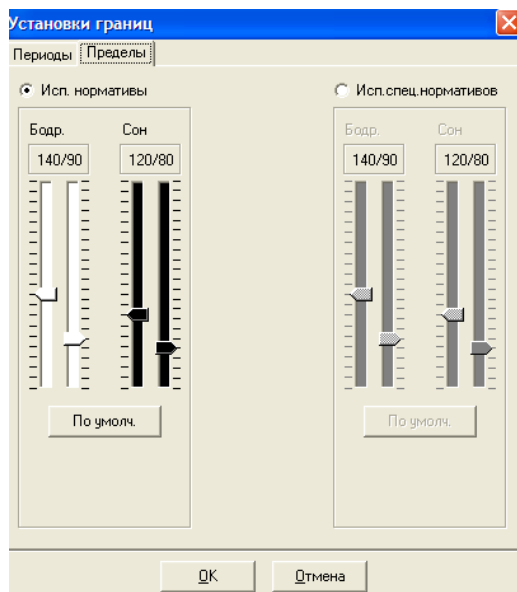 Установки границ
Периоды Пределы
Исп. нормативы Исп.спец.нормативов
Бодр. Сон Бодр. Сон
140/90 120/80 140/90 120/80
По умолч. По умолч.
OK Отмена